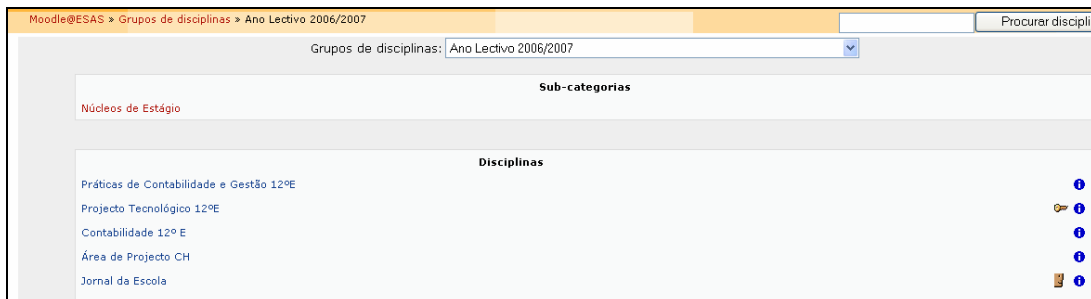 Moodle@ESAS » Grupos de disciplinas » Ano Lectivo 2006/2007
Procurar discipli
Grupos de disciplinas: Ano Lectivo 2006/2007
Sub-categorias
Núcleos de Estágio
Disciplinas
Práticas de Contabilidade e Gestão 12ºE
Projecto Tecnológico 12ºE
Contabilidade 12º E
Área de Projecto CH
Jornal da Escola